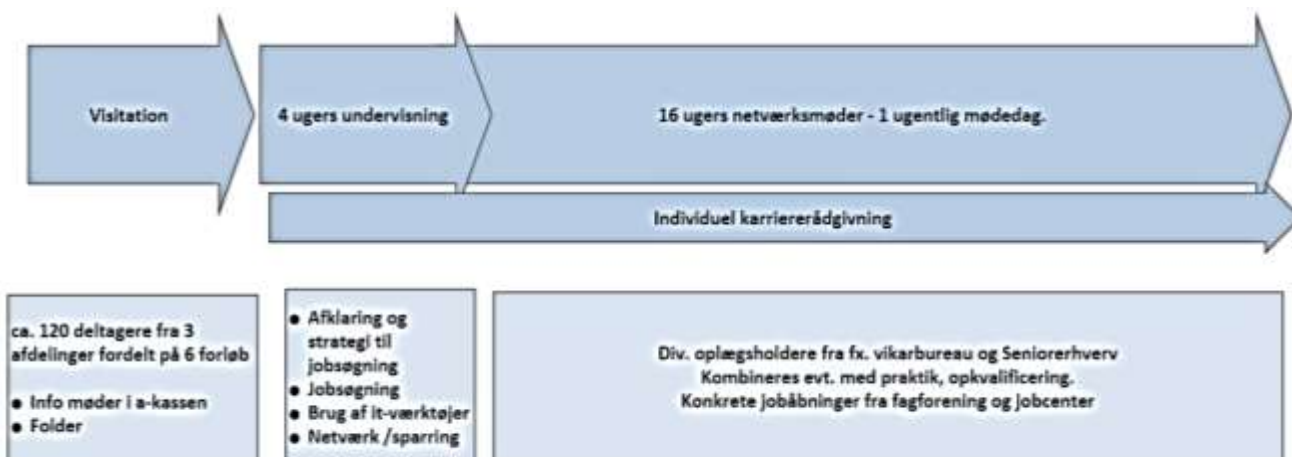 Visitation
4 ugers undervisning
16 ugers netværksmøder - 1 ugentlig mødedag.
Individuel karriererådgivning
ca. 120 deltagere fra 3
afdelinger fordelt på 6 forløb
● Info møder i a-kassen
● Folder
● Afklaring og
strategi til
jobsøgning
● Jobsøgning
● Brug af it-værktøjer
● Netværk /sparring
Div. oplægsholdere fra fx. vikarbureau og Seniorerhverv
Kombineres evt. med praktik, opkvalificering.
Konkrete jobåbninger fra fagforening og jobcenter